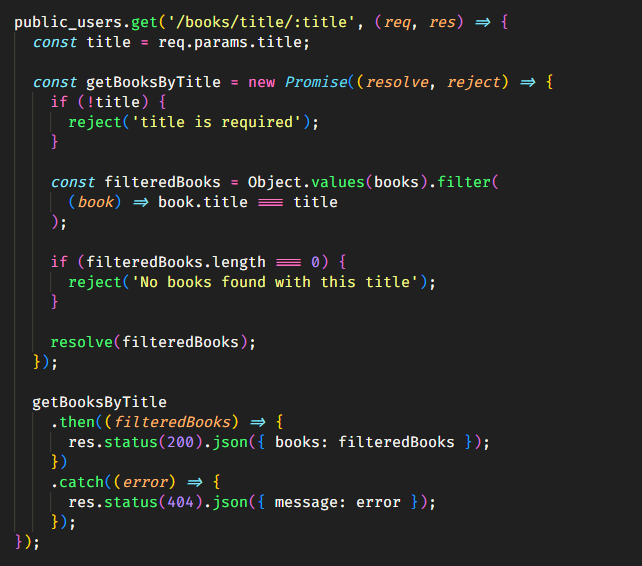 public_users.get('/books/title/:title', (req, res) => {
  const title = req.params.title;

  const getBooksByTitle = new Promise((resolve, reject) => {
    if (!title) {
      reject('title is required');
    }

    const filteredBooks = Object.values(books).filter(
      (book) => book.title === title
    );

    if (filteredBooks.length === 0) {
      reject('No books found with this title');
    }

    resolve(filteredBooks);
  });

  getBooksByTitle
    .then((filteredBooks) => {
      res.status(200).json({ books: filteredBooks });
    })
    .catch((error) => {
      res.status(404).json({ message: error });
    });
});